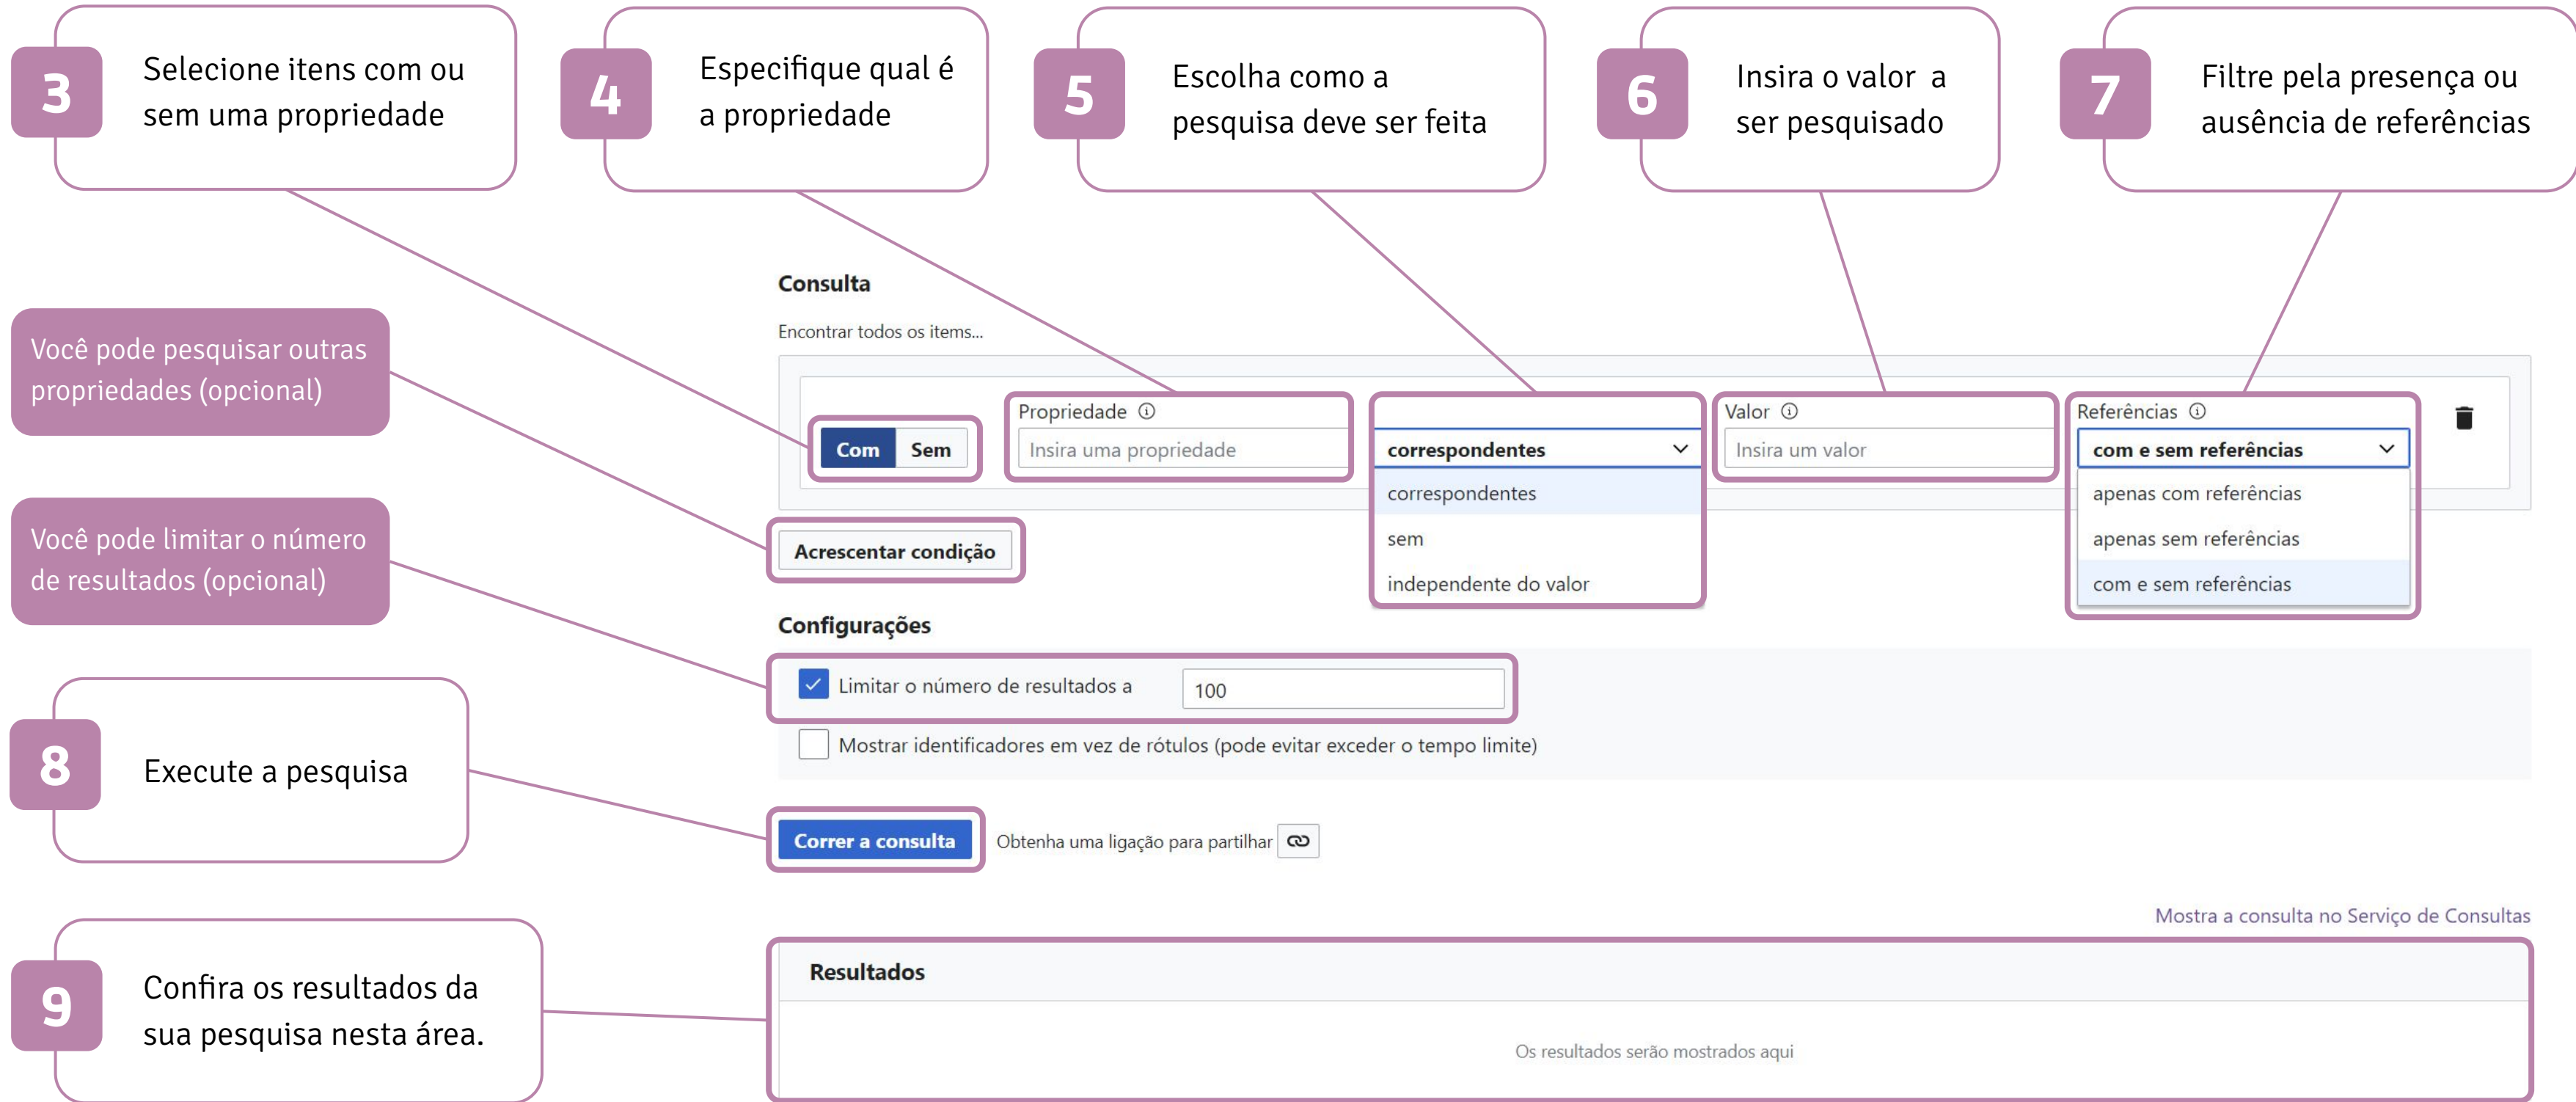 3
Selecione itens com ou
sem uma propriedade
4
Especifique qual é
a propriedade
5
Escolha como a
pesquisa deve ser feita
6
Insira o valor a
ser pesquisado
7
Filtre pela presença ou
ausência de referências
Consulta
Encontrar todos os items...
Você pode pesquisar outras
propriedades (opcional)
Com Sem
Propriedade
Insira uma propriedade
correspondentes
correspondentes
sem
independente do valor
Valor
Insira um valor
Referências
com e sem referências
apenas com referências
apenas sem referências
com e sem referências
Você pode limitar o número
de resultados (opcional)
Acrescentar condição
Configurações
Limitar o número de resultados a 100
Mostrar identificadores em vez de rótulos (pode evitar exceder o tempo limite)
8
Execute a pesquisa
Correr a consulta Obtenha uma ligação para partilhar
Mostra a consulta no Serviço de Consultas
9
Confira os resultados da
sua pesquisa nesta área.
Resultados
Os resultados serão mostrados aqui